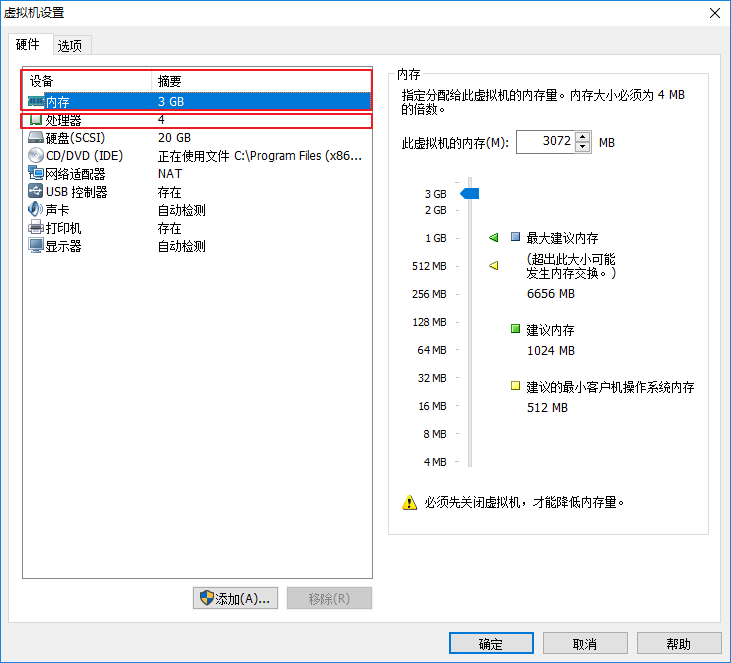 虚拟机设置
硬件 选项
设备 摘要
内存 3 GB
处理器 4
硬盘(SCSI) 20 GB
CD/DVD (IDE) 正在使用文件 C:\Program Files (x86...
网络适配器 NAT
USB 控制器 存在
声卡 自动检测
打印机 存在
显示器 自动检测
添加(A)... 移除(R)
内存
指定分配给此虚拟机的内存量。内存大小必须为 4 MB
的倍数。
此虚拟机的内存(M): 3072 MB
3 GB
2 GB
1 GB
512 MB
256 MB
128 MB
64 MB
32 MB
16 MB
8 MB
4 MB
最大建议内存
(超出此大小可能
发生内存交换。)
6656 MB
建议内存
1024 MB
建议的最小客户机操作系统内存
512 MB
必须先关闭虚拟机，才能降低内存量。
确定 取消 帮助